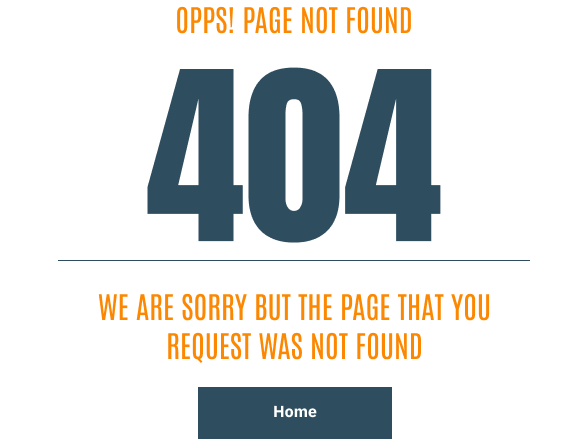 OPPS! PAGE NOT FOUND
404
WE ARE SORRY BUT THE PAGE THAT YOU
REQUEST WAS NOT FOUND
Home